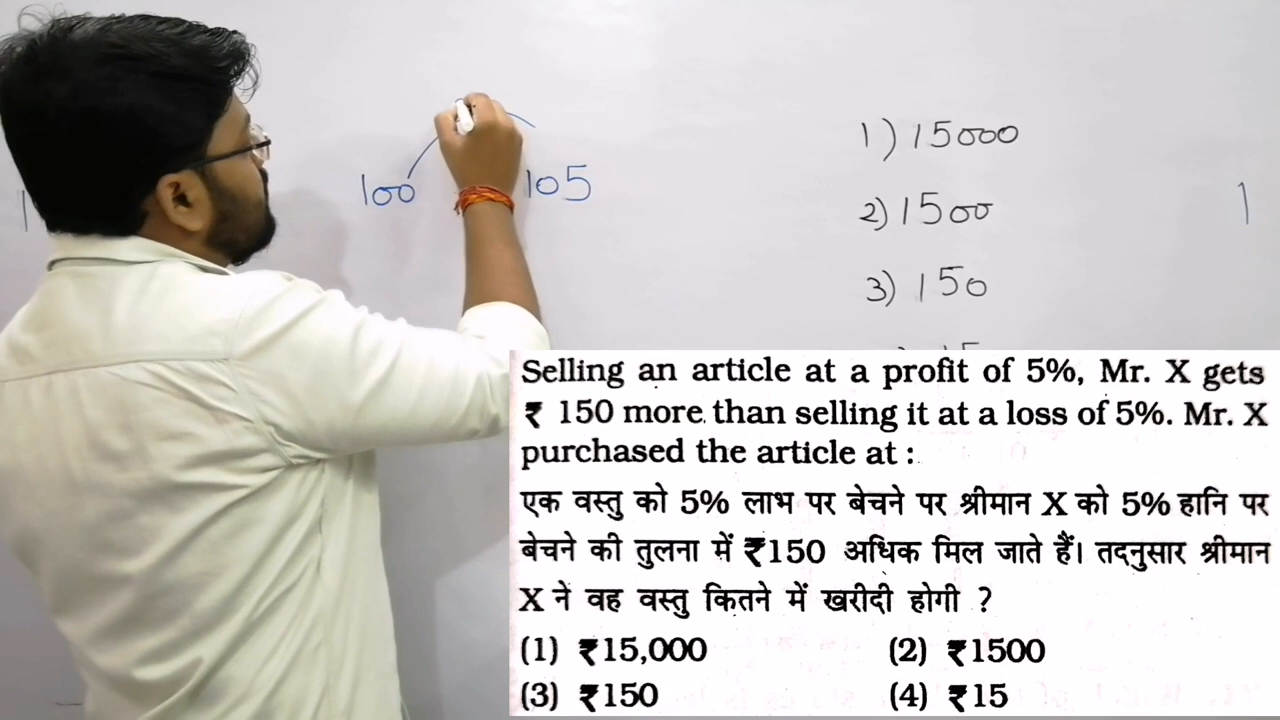 100 105
1) 15000
2) 1500
3) 150
1
Selling an article at a profit of 5%, Mr. X gets
₹ 150 more than selling it at a loss of 5%. Mr. X
purchased the article at :
एक वस्तु को 5% लाभ पर बेचने पर श्रीमान X को 5% हानि पर
बेचने की तुलना में ₹150 अधिक मिल जाते हैं। तदनुसार श्रीमान
X ने वह वस्तु कितने में खरीदी होगी ?
(1) ₹15,000 (2) ₹1500
(3) ₹150 (4) ₹15